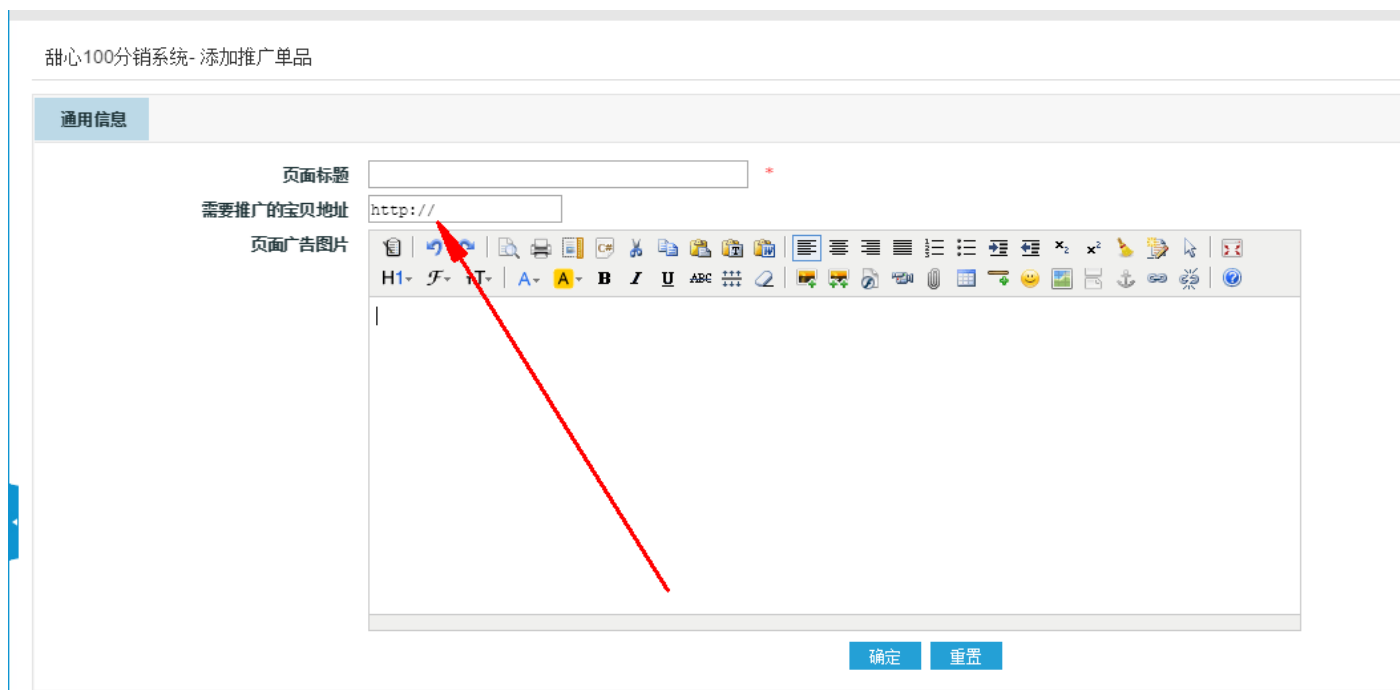 甜心100分销系统- 添加推广单品
通用信息
页面标题 *
需要推广的宝贝地址 http://
页面广告图片
H1 F тT A A B I U ABC
确定 重置